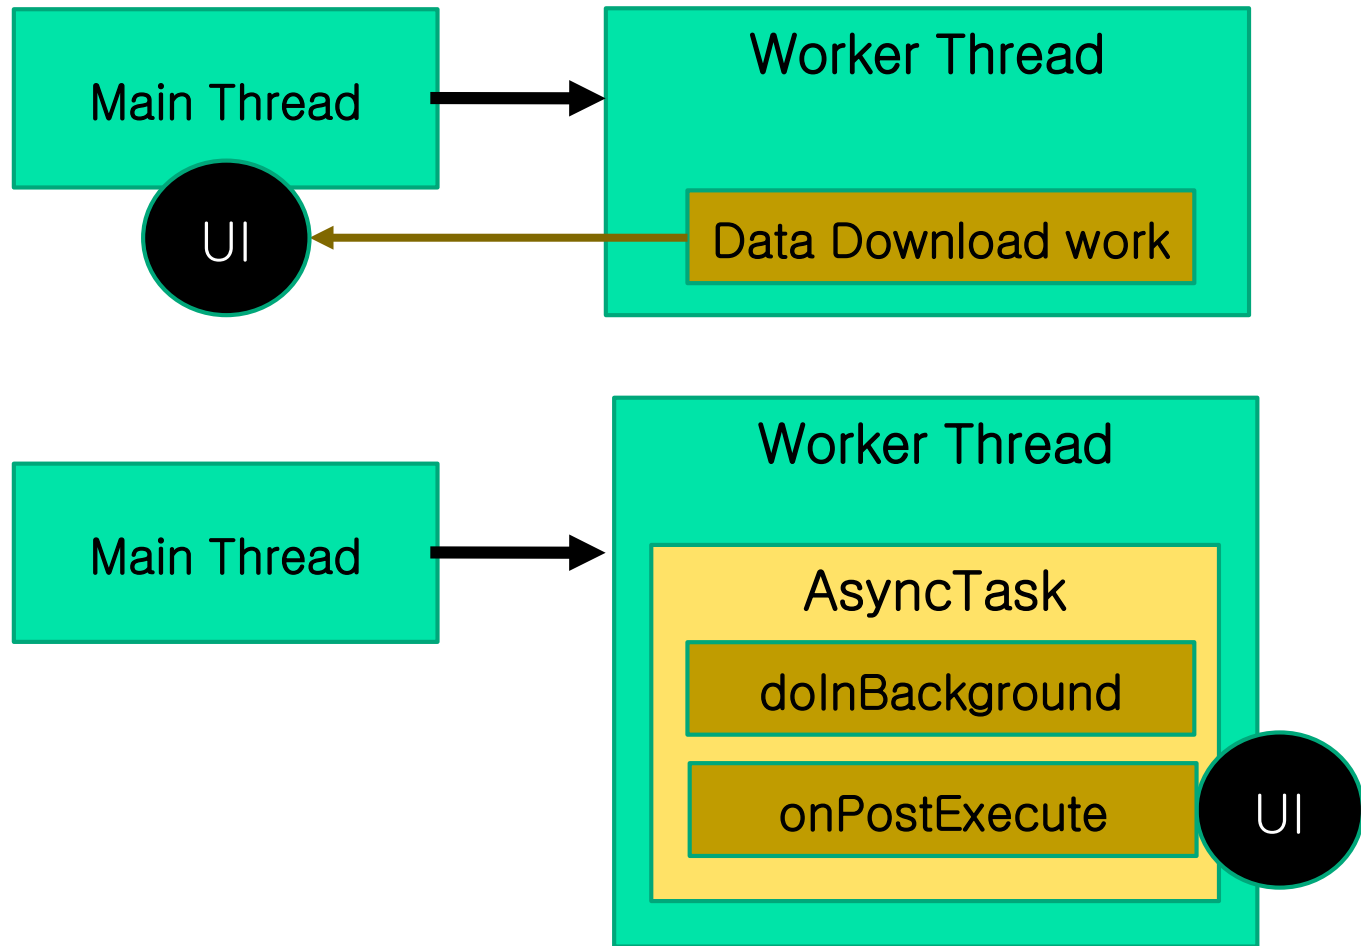 Main Thread
Worker Thread
UI
Data Download work
Worker Thread
Main Thread
AsyncTask
doInBackground
onPostExecute
UI